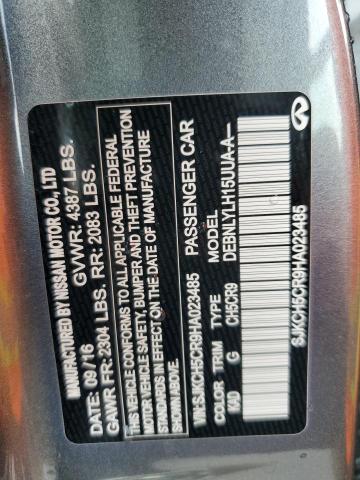 MANUFACTURED BY NISSAN MOTOR CO., LTD
DATE: 09/16 GVWR: 4387 LBS.
GAWR FR: 2304 LBS. RR: 2083 LBS.
THIS VEHICLE CONFORMS TO ALL APPLICABLE FEDERAL
MOTOR VEHICLE SAFETY, BUMPER AND THEFT PREVENTION
STANDARDS IN EFFECT ON THE DATE OF MANUFACTURE
SHOWN ABOVE.
VIN:SJKCH5CR9HA023485 PASSENGER CAR
COLOR TRIM TYPE MODEL
KAD G CH5CR9 DEBNLYLH15UUA-A---
SJKCH5CR9HA023485